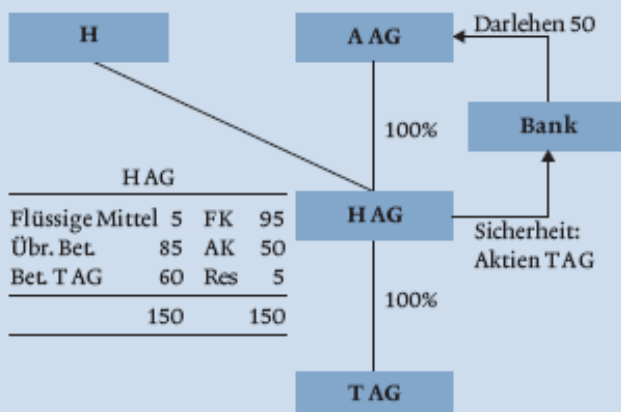 H
A AG
Darlehen 50
100%
Bank
H AG
Flüssige Mittel 5 FK 95
Übr. Bet. 85 AK 50
Bet. T AG 60 Res 5
150 150
H AG
Sicherheit:
Aktien TAG
100%
T AG